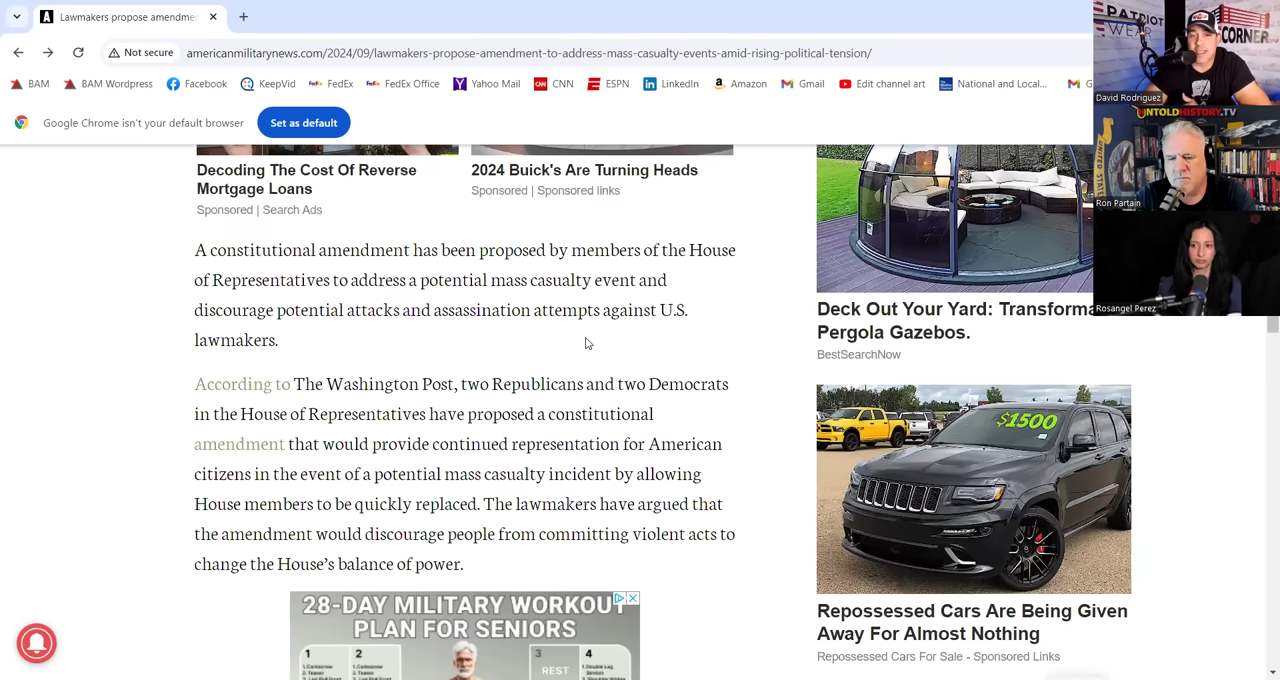 Lawmakers propose amendmen
Not secure
americanmilitarynews.com/2024/09/lawmakers-propose-amendment-to-address-mass-casualty-events-amid-rising-political-tension/
BAM
BAM Wordpress
Facebook
KeepVid
FedEx
FedEx Office
Yahoo Mail
CNN
ESPN
LinkedIn
Amazon
Gmail
Edit channel art
National and Local...
G
Google Chrome isn't your default browser
Set as default
PATRIOT
WEAR
CORNER
David Rodriguez
UNTOLDHISTORY.TV
Ron Partain
Rosangel Perez
Decoding The Cost Of Reverse
Mortgage Loans
Sponsored | Search Ads
2024 Buick's Are Turning Heads
Sponsored | Sponsored links
A constitutional amendment has been proposed by members of the House
of Representatives to address a potential mass casualty event and
discourage potential attacks and assassination attempts against U.S.
lawmakers.
According to The Washington Post, two Republicans and two Democrats
in the House of Representatives have proposed a constitutional
amendment that would provide continued representation for American
citizens in the event of a potential mass casualty incident by allowing
House members to be quickly replaced. The lawmakers have argued that
the amendment would discourage people from committing violent acts to
change the House's balance of power.
28-DAY MILITARY WORKOUT
PLAN FOR SENIORS
1
2
3
4
REST
Deck Out Your Yard: Transforma
Pergola Gazebos.
BestSearchNow
$1500
Repossessed Cars Are Being Given
Away For Almost Nothing
Repossessed Cars For Sale - Sponsored Links